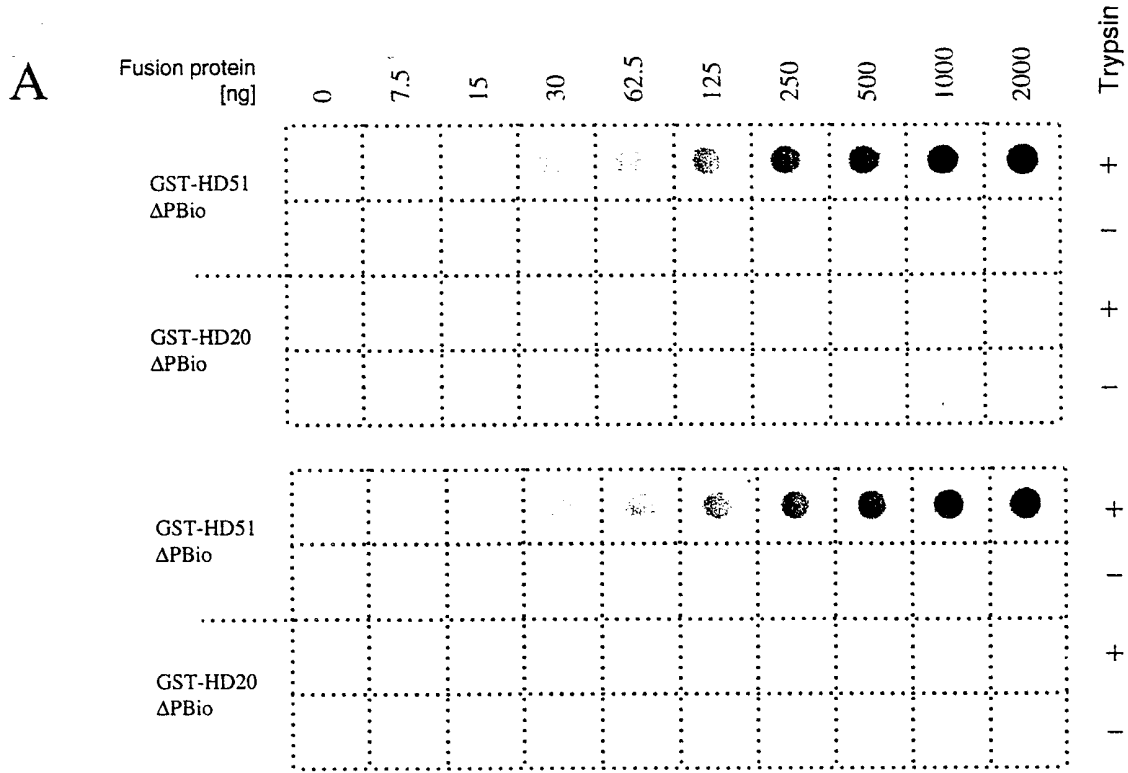 A
Fusion protein [ng] 0 7.5 15 30 62.5 125 250 500 1000 2000 Trypsin
GST-HD51 ΔPBio +
−
GST-HD20 ΔPBio +
−
GST-HD51 ΔPBio +
−
GST-HD20 ΔPBio +
−